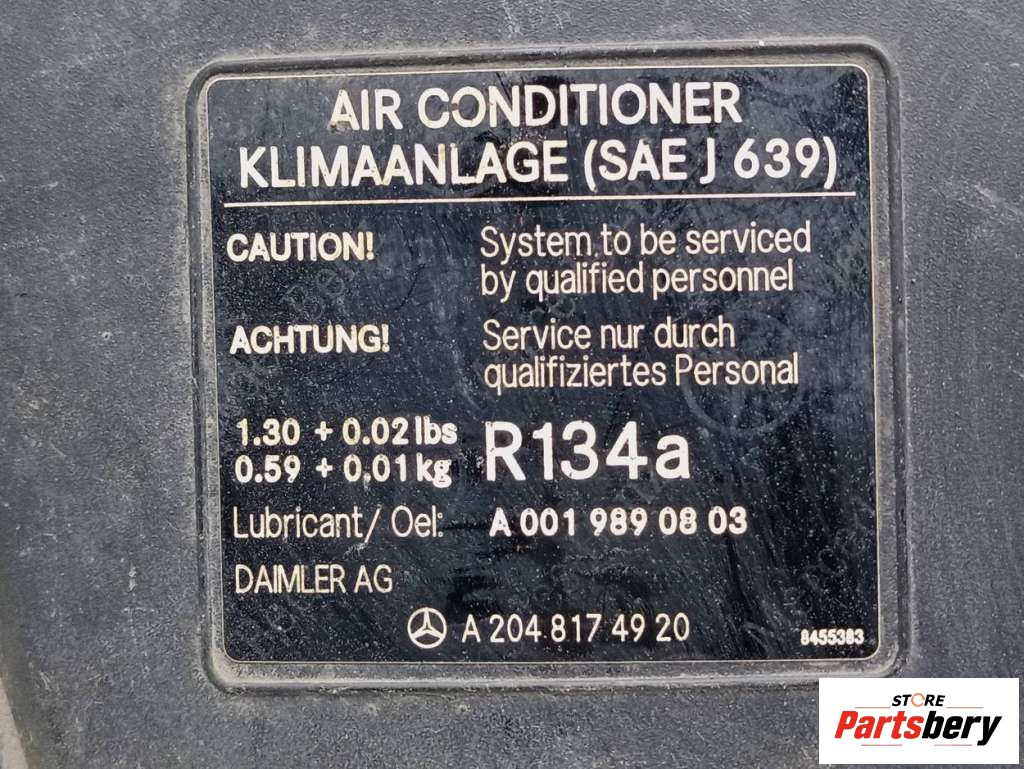 AIR CONDITIONER
KLIMAANLAGE (SAE J 639)
CAUTION! System to be serviced
by qualified personnel
ACHTUNG! Service nur durch
qualifiziertes Personal
1.30 + 0.02 lbs R134a
0.59 + 0.01 kg
Lubricant/ Oel: A 001 989 08 03
DAIMLER AG
A 204 817 49 20 8455383
STORE
Partsbery